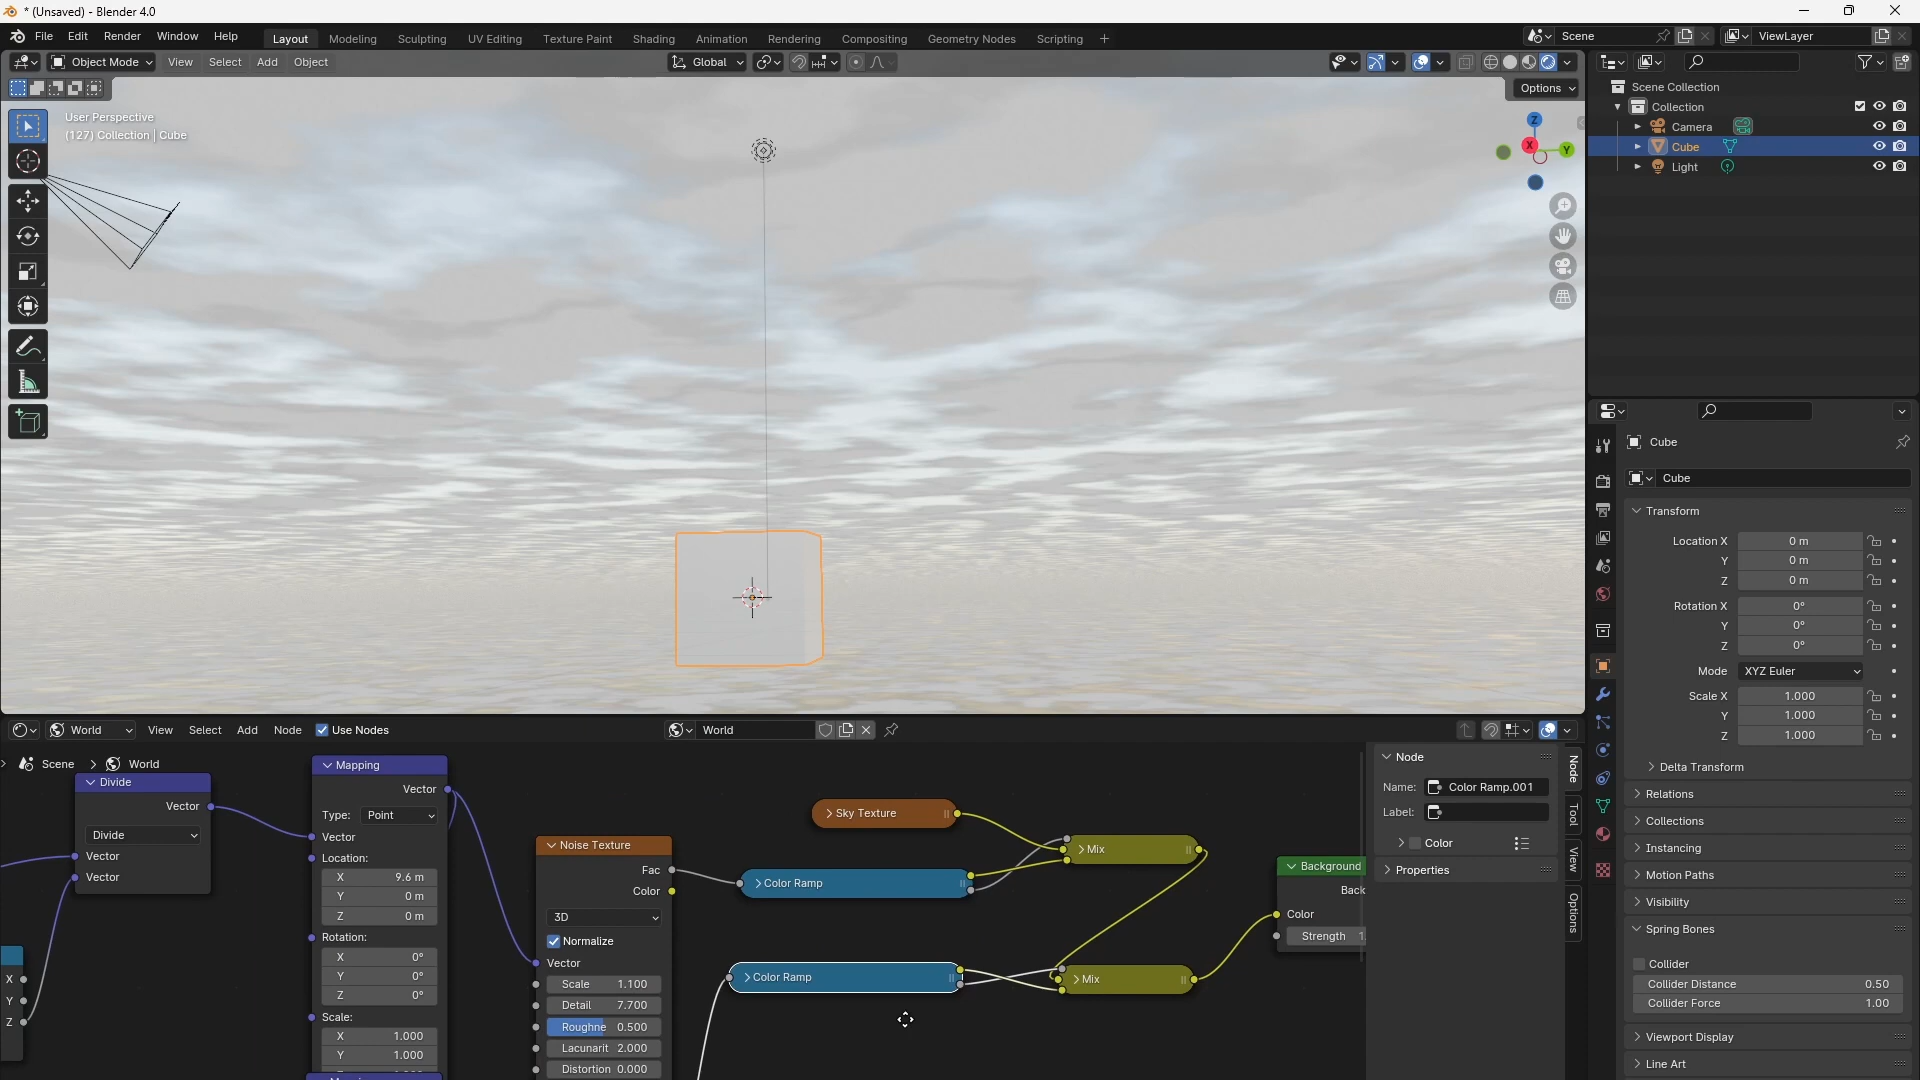 * (Unsaved) - Blender 4.0
File Edit Render Window Help
Layout Modeling Sculpting UV Editing Texture Paint Shading Animation Rendering Compositing Geometry Nodes Scripting +
Scene
ViewLayer
Object Mode View Select Add Object
Global
Options
User Perspective
(127) Collection | Cube
Z
X
Y
Scene Collection
Collection
Camera
Cube
Light
Cube
Cube
Transform
Location X 0 m
Y 0 m
Z 0 m
Rotation X 0°
Y 0°
Z 0°
Mode XYZ Euler
Scale X 1.000
Y 1.000
Z 1.000
Delta Transform
Relations
Collections
Instancing
Motion Paths
Visibility
Spring Bones
Collider
Collider Distance 0.50
Collider Force 1.00
Viewport Display
Line Art
World View Select Add Node Use Nodes
World
Scene > World
Divide
Vector
Divide
Vector
Vector
X
Y
Z
Mapping
Vector
Type: Point
Vector
Location:
X 9.6 m
Y 0 m
Z 0 m
Rotation:
X 0°
Y 0°
Z 0°
Scale:
X 1.000
Y 1.000
Noise Texture
Fac
Color
3D
Normalize
Vector
Scale 1.100
Detail 7.700
Roughne 0.500
Lacunarit 2.000
Distortion 0.000
Sky Texture
Color Ramp
Color Ramp
Mix
Mix
Background
Back
Color
Strength 1.
Node
Name: Color Ramp.001
Label:
Color
Properties
Node
Tool
View
Options